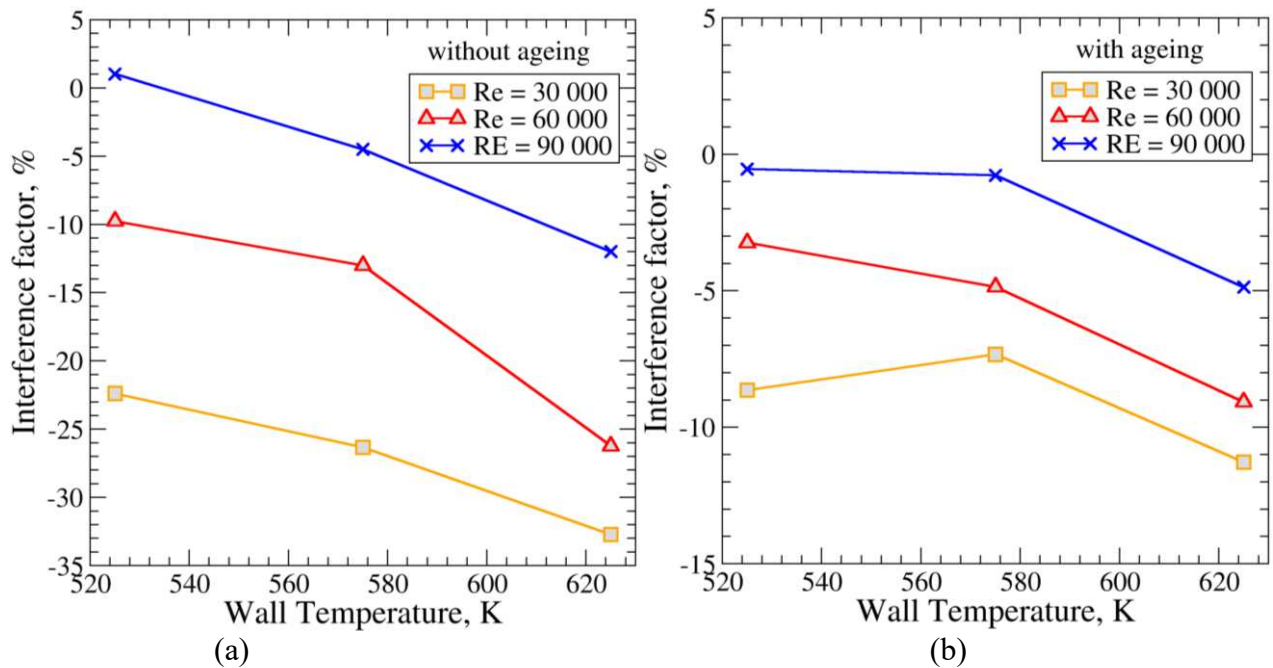 5
0
-5
-10
-15
-20
-25
-30
-35
Interference factor, %
without ageing
Re = 30 000
Re = 60 000
RE = 90 000
520
540
560
580
600
620
Wall Temperature, K
(a)
5
0
-5
-10
-15
Interference factor, %
with ageing
Re = 30 000
Re = 60 000
RE = 90 000
520
540
560
580
600
620
Wall Temperature, K
(b)